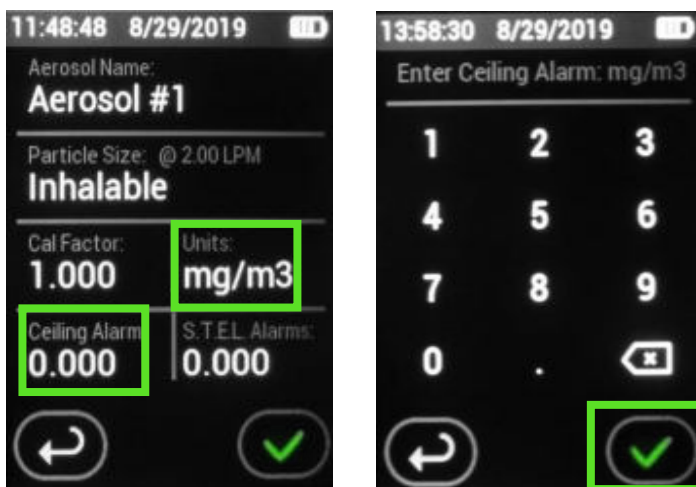 11:48:48 8/29/2019
Aerosol Name:
Aerosol #1
Particle Size: @ 2.00 LPM
Inhalable
Cal Factor: Units:
1.000 mg/m3
Ceiling Alarm S.T.E.L. Alarms:
0.000 0.000
13:58:30 8/29/2019
Enter Ceiling Alarm: mg/m3
1 2 3
4 5 6
7 8 9
0 .